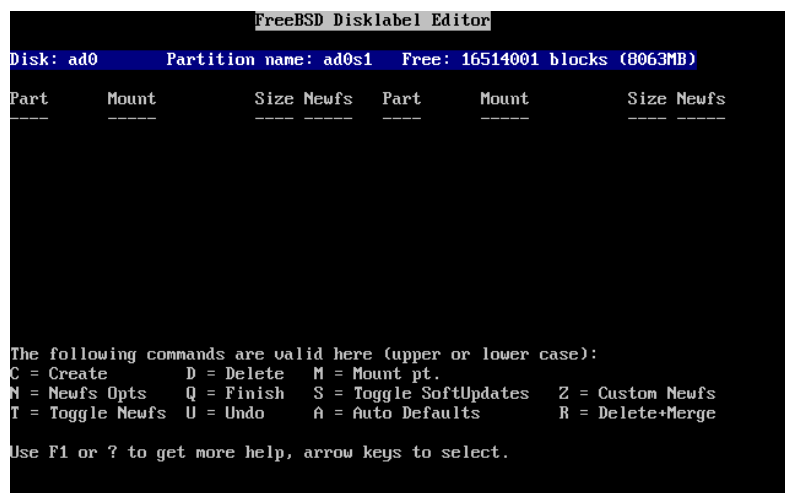 FreeBSD Disklabel Editor
Disk: ad0 Partition name: ad0s1 Free: 16514001 blocks (8063MB)
Part Mount Size Newfs Part Mount Size Newfs
---- ----- ---- ----- ---- ----- ---- -----
The following commands are valid here (upper or lower case):
C = Create D = Delete M = Mount pt.
N = Newfs Opts Q = Finish S = Toggle SoftUpdates Z = Custom Newfs
T = Toggle Newfs U = Undo A = Auto Defaults R = Delete+Merge
Use F1 or ? to get more help, arrow keys to select.